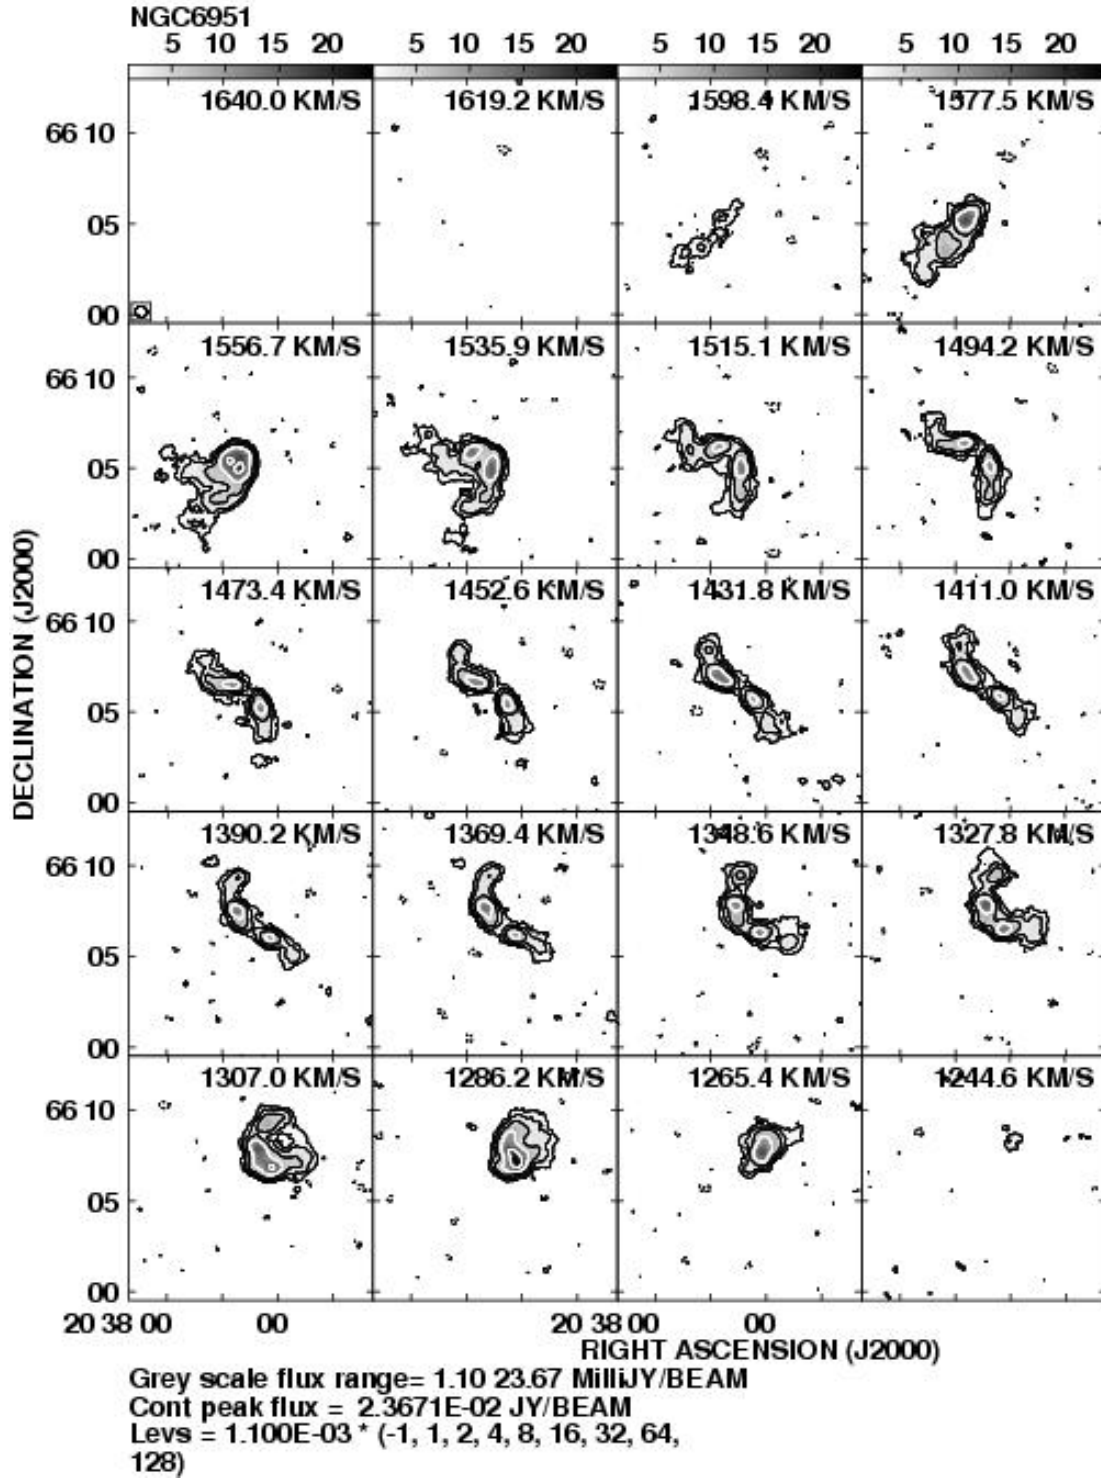 NGC6951
5 10 15 20 5 10 15 20 5 10 15 20 5 10 15 20
1640.0 KM/S 1619.2 KM/S 1598.4 KM/S 1577.5 KM/S
66 10
05
00
1556.7 KM/S 1535.9 KM/S 1515.1 KM/S 1494.2 KM/S
66 10
05
00
1473.4 KM/S 1452.6 KM/S 1431.8 KM/S 1411.0 KM/S
66 10
05
00
1390.2 KM/S 1369.4 KM/S 1348.6 KM/S 1327.8 KM/S
66 10
05
00
1307.0 KM/S 1286.2 KM/S 1265.4 KM/S 1244.6 KM/S
66 10
05
00
DECLINATION (J2000)
20 38 00 00 20 38 00 00
RIGHT ASCENSION (J2000)
Grey scale flux range= 1.10 23.67 MilliJY/BEAM
Cont peak flux = 2.3671E-02 JY/BEAM
Levs = 1.100E-03 * (-1, 1, 2, 4, 8, 16, 32, 64,
128)